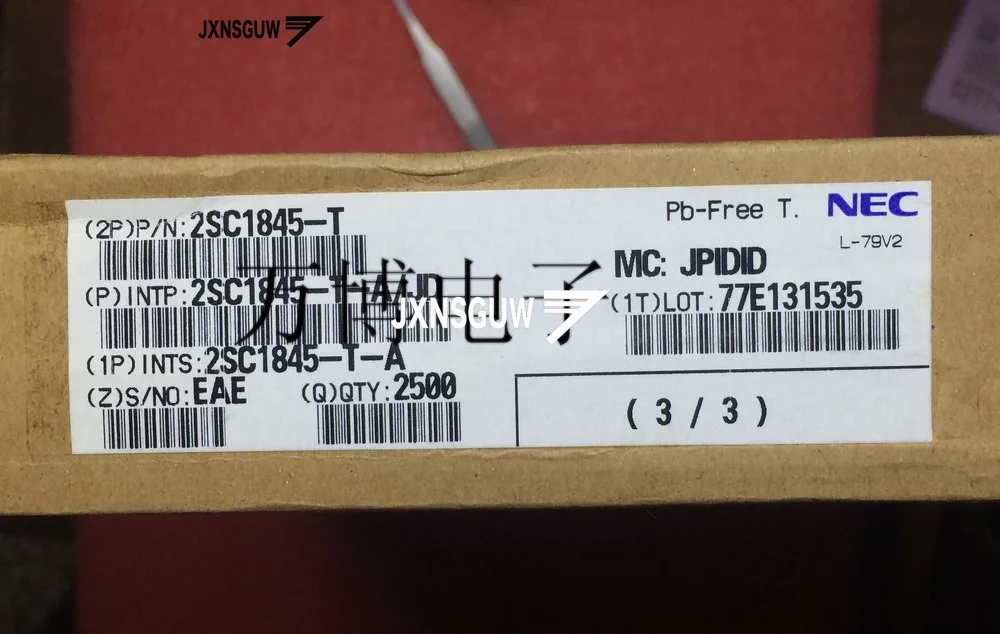 JXNSGUW
(2P)P/N:2SC1845-T
Pb-Free T. NEC
L-79V2
万博电子
(P)INTP:2SC1845-T-A/JD
MC: JPIDID
JXNSGUW
(1T)LOT:77E131535
(1P)INTS:2SC1845-T-A
(Z)S/NO:EAE (Q)QTY:2500
(3/3)